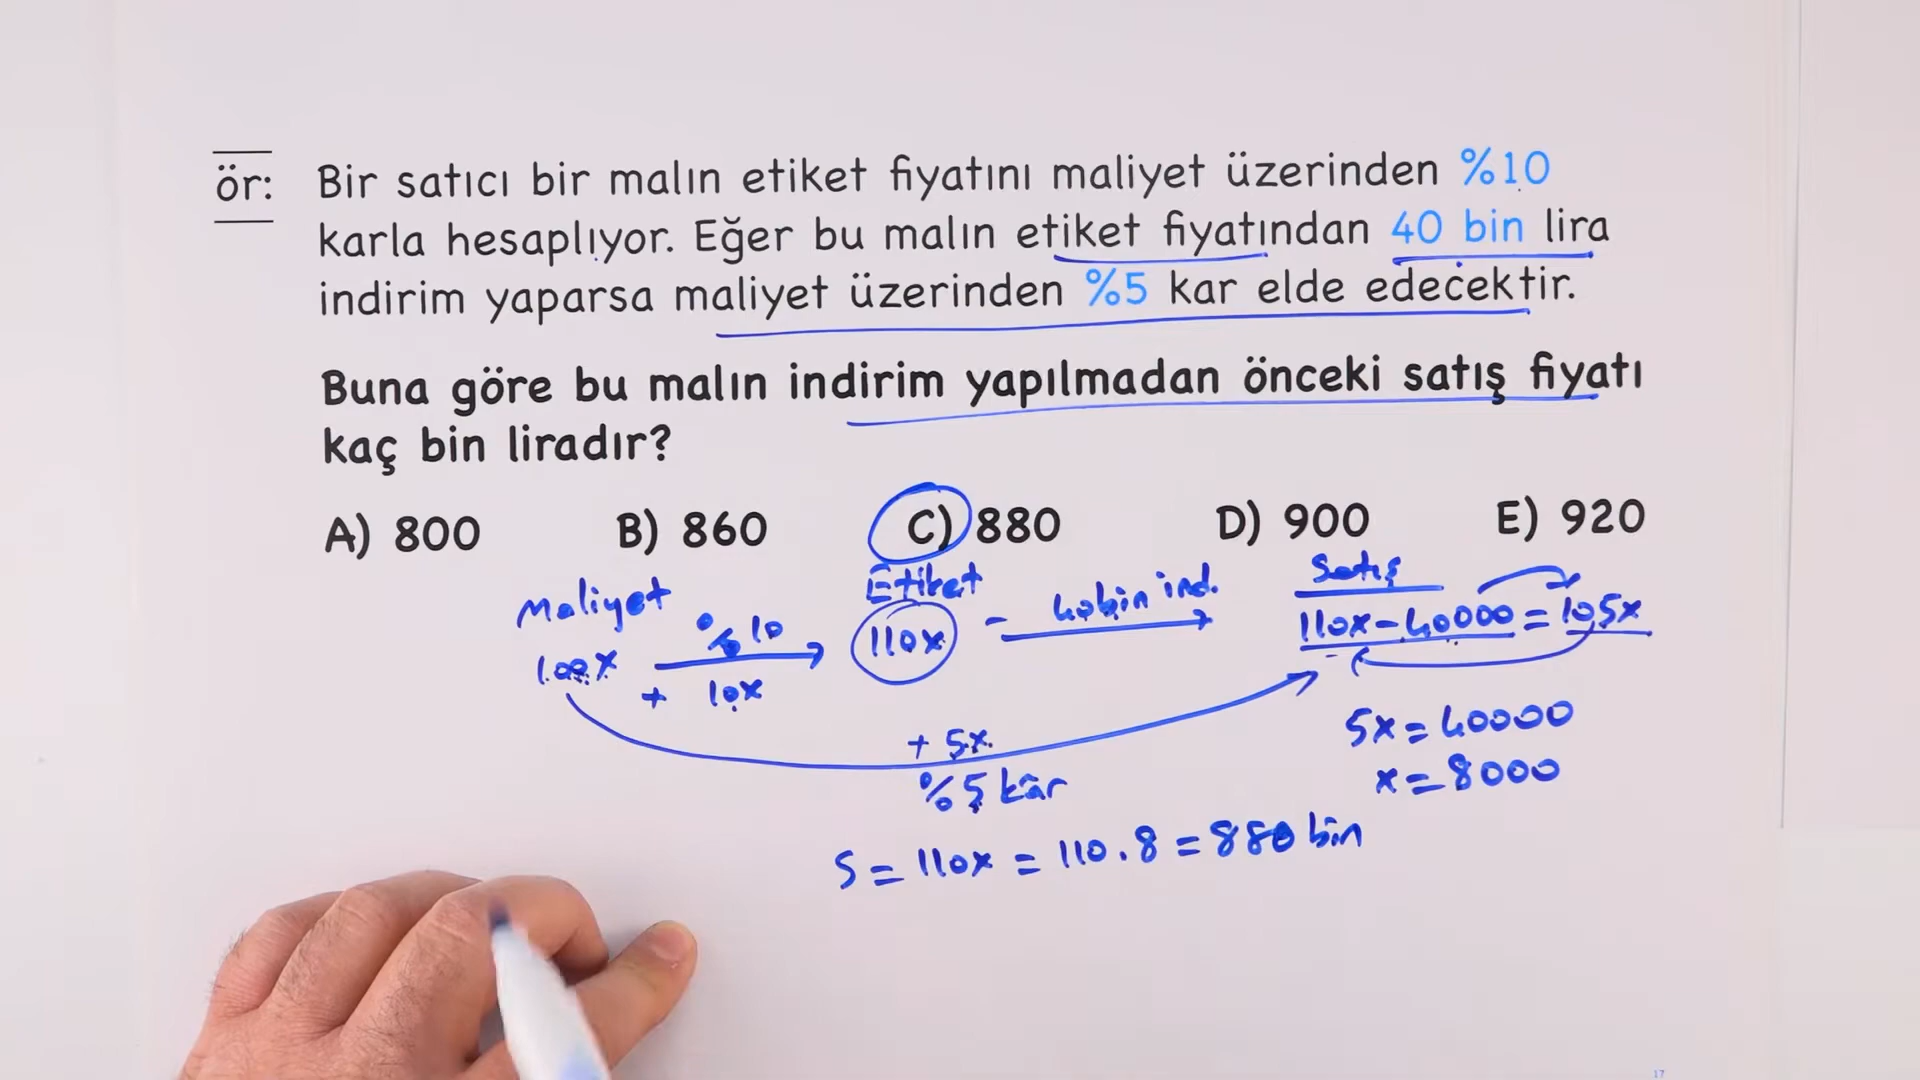 ör: Bir satıcı bir malın etiket fiyatını maliyet üzerinden %10
karla hesaplıyor. Eğer bu malın etiket fiyatından 40 bin lira
indirim yaparsa maliyet üzerinden %5 kar elde edecektir.
Buna göre bu malın indirim yapılmadan önceki satış fiyatı
kaç bin liradır?
A) 800 B) 860 C) 880 D) 900 E) 920
Maliyet Etiket 40bin ind. Satış
100x + %10 10x 110x - 110x-40000 = 105x
+ 5x
%5 kâr
5x = 40000
x = 8000
S = 110x = 110.8 = 880 bin
17